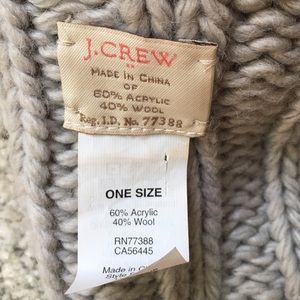 J.CREW
MADE IN CHINA
OF
60% ACRYLIC
40% WOOL
Reg. I.D. No. 77388
ONE SIZE
60% Acrylic
40% Wool
RN77388
CA56445
Made in
Style